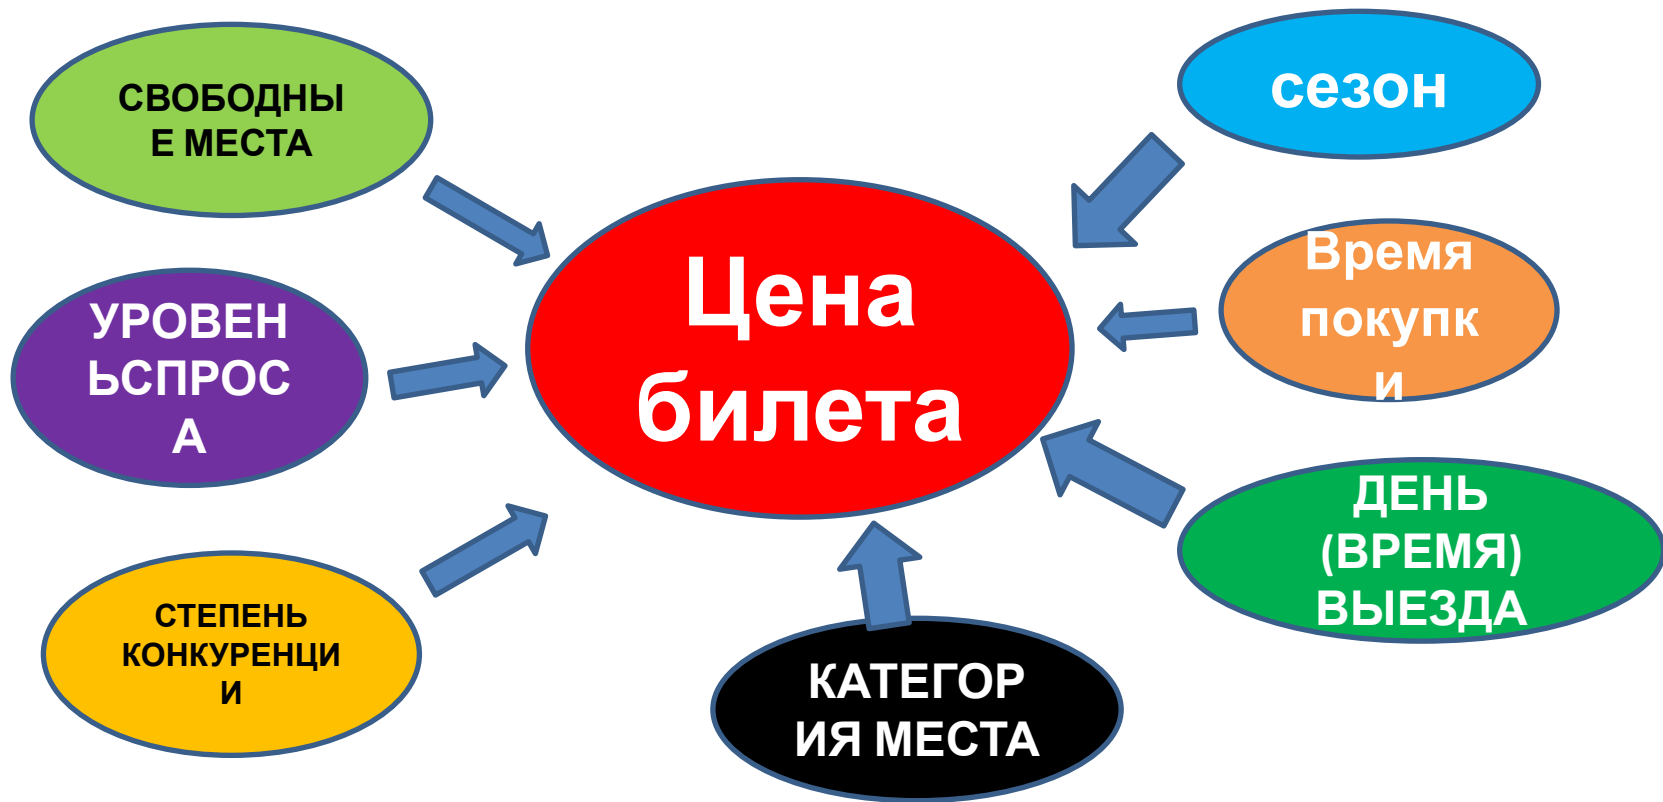 СВОБОДНЫ
Е МЕСТА
сезон
Цена
билета
Время
покупк
и
УРОВЕН
ЬСПРОС
А
ДЕНЬ
(ВРЕМЯ)
ВЫЕЗДА
СТЕПЕНЬ
КОНКУРЕНЦИ
И
КАТЕГОР
ИЯ МЕСТА